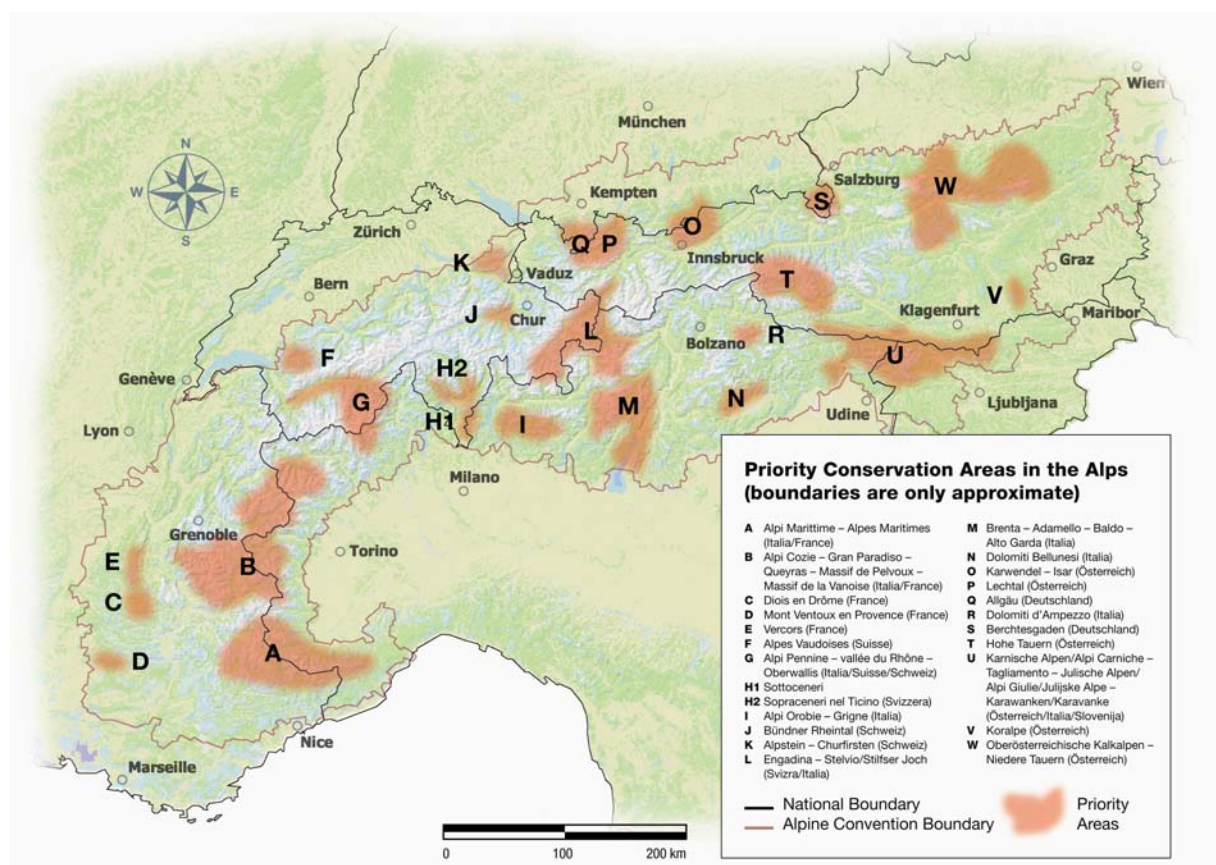 Wien
München
N
W
E
S
Salzburg
W
Kempten
S
Zürich
Q
P
O
Innsbruck
K
Vaduz
Graz
Bern
T
V
J
Chur
Klagenfurt
Maribor
L
Bolzano
R
F
H2
U
Genève
G
M
N
Ljubljana
Lyon
H1
I
Udine
Milano
Grenoble
E
B
Torino
C
D
A
Nice
Marseille
0 100 200 km
Priority Conservation Areas in the Alps
(boundaries are only approximate)
A Alpi Marittime – Alpes Maritimes
(Italia/France)
B Alpi Cozie – Gran Paradiso –
Queyras – Massif de Pelvoux –
Massif de la Vanoise (Italia/France)
C Diois en Drôme (France)
D Mont Ventoux en Provence (France)
E Vercors (France)
F Alpes Vaudoises (Suisse)
G Alpi Pennine – vallée du Rhône –
Oberwallis (Italia/Suisse/Schweiz)
H1 Sottoceneri
H2 Sopraceneri nel Ticino (Svizzera)
I Alpi Orobie – Grigne (Italia)
J Bündner Rheintal (Schweiz)
K Alpstein – Churfirsten (Schweiz)
L Engadina – Stelvio/Stilfser Joch
(Svizra/Italia)
M Brenta – Adamello – Baldo –
Alto Garda (Italia)
N Dolomiti Bellunesi (Italia)
O Karwendel – Isar (Österreich)
P Lechtal (Österreich)
Q Allgäu (Deutschland)
R Dolomiti d'Ampezzo (Italia)
S Berchtesgaden (Deutschland)
T Hohe Tauern (Österreich)
U Karnische Alpen/Alpi Carniche –
Tagliamento – Julische Alpen/
Alpi Giulie/Julijske Alpe –
Karawanken/Karavanke
(Österreich/Italia/Slovenija)
V Koralpe (Österreich)
W Oberösterreichische Kalkalpen –
Niedere Tauern (Österreich)
National Boundary
Alpine Convention Boundary
Priority
Areas